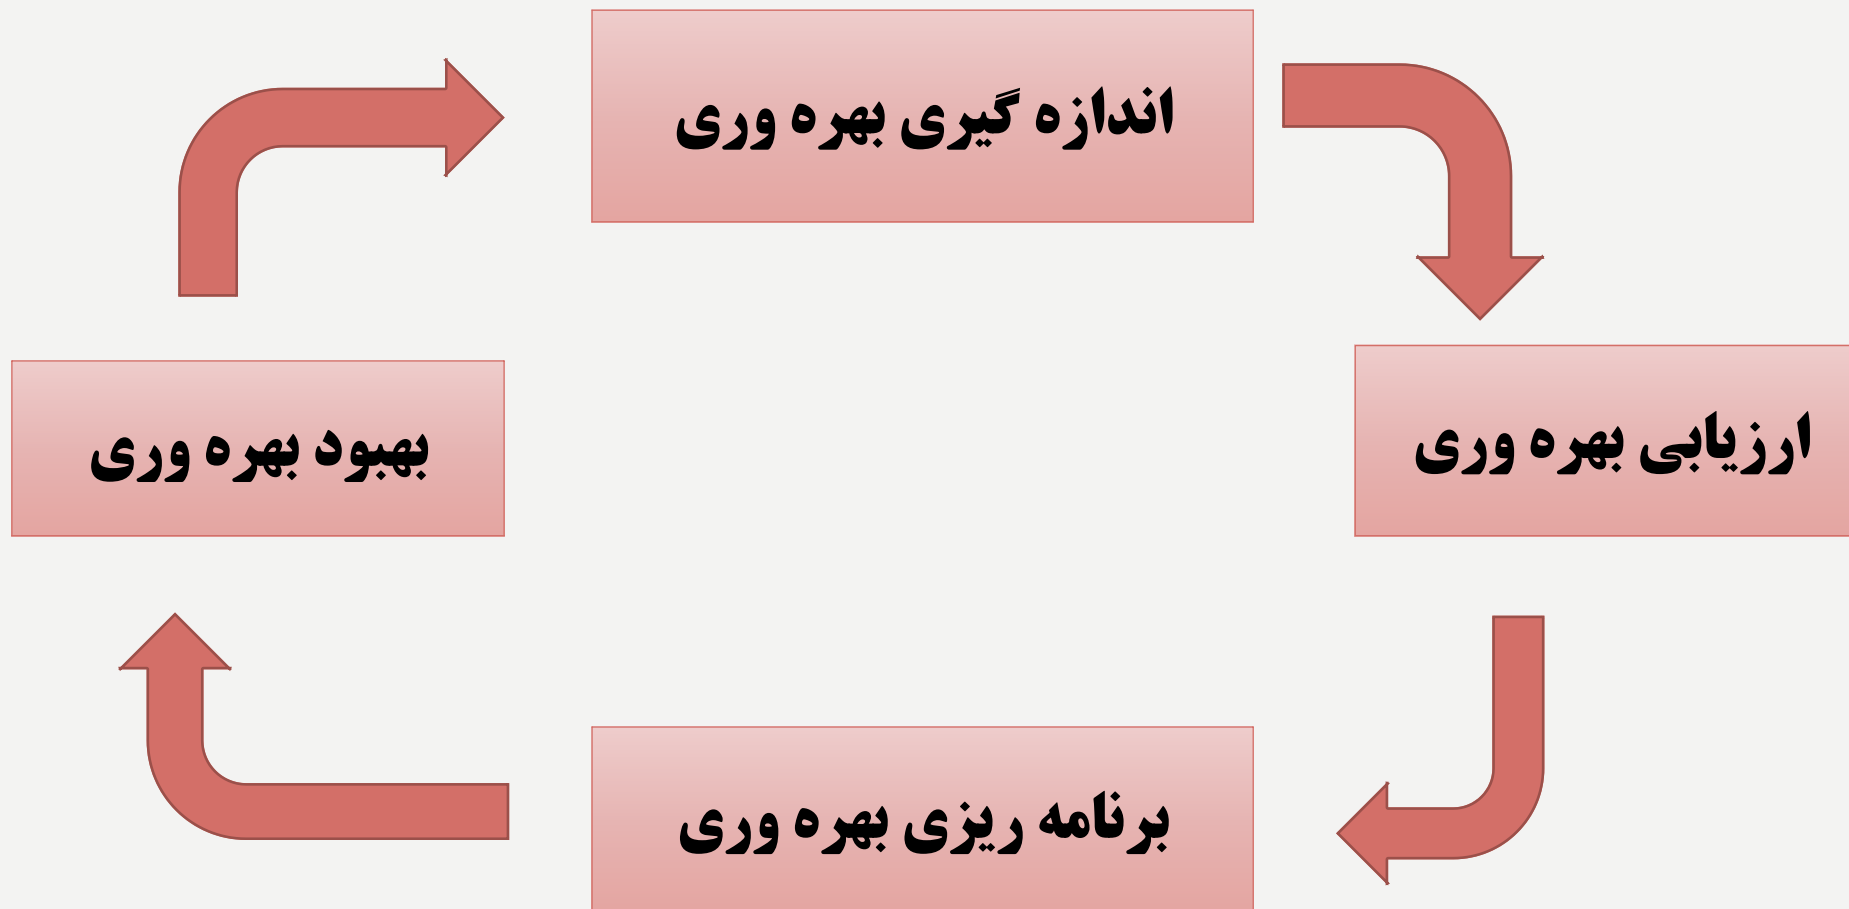 اندازه گیری بهره وری
ارزیابی بهره وری
بهبود بهره وری
برنامه ریزی بهره وری